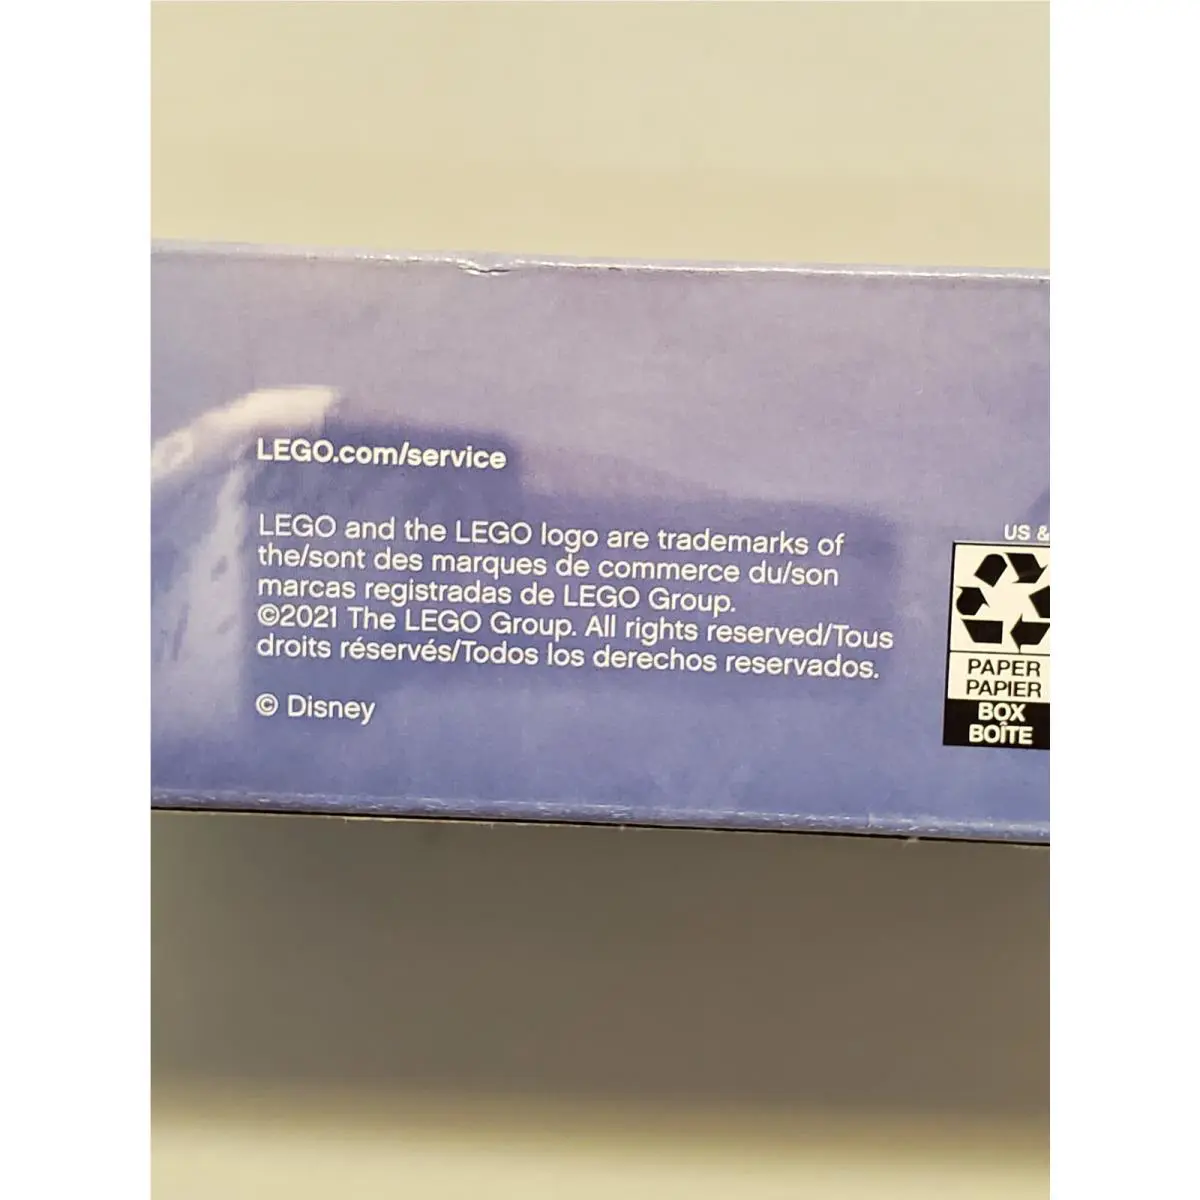 LEGO.com/service
LEGO and the LEGO logo are trademarks of
the/sont des marques de commerce du/son
marcas registradas de LEGO Group.
©2021 The LEGO Group. All rights reserved/Tous
droits réservés/Todos los derechos reservados.
© Disney
US &
PAPER
PAPIER
BOX
BOÎTE